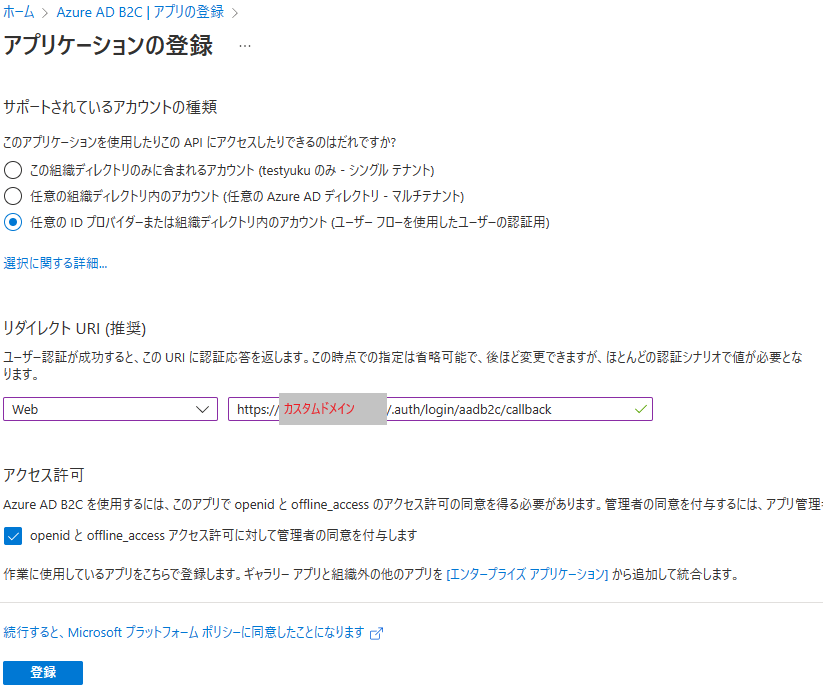 ホーム > Azure AD B2C | アプリの登録 >
アプリケーションの登録 …
サポートされているアカウントの種類
このアプリケーションを使用したりこの API にアクセスしたりできるのはだれですか?
この組織ディレクトリのみに含まれるアカウント (testyuku のみ - シングル テナント)
任意の組織ディレクトリ内のアカウント (任意の Azure AD ディレクトリ - マルチテナント)
任意の ID プロバイダーまたは組織ディレクトリ内のアカウント (ユーザー フローを使用したユーザーの認証用)
選択に関する詳細...
リダイレクト URI (推奨)
ユーザー認証が成功すると、この URI に認証応答を返します。この時点での指定は省略可能で、後ほど変更できますが、ほとんどの認証シナリオで値が必要とな
ります。
Web https:// カスタムドメイン /.auth/login/aadb2c/callback
アクセス許可
Azure AD B2C を使用するには、このアプリで openid と offline_access のアクセス許可の同意を得る必要があります。管理者の同意を付与するには、アプリ管理
openid と offline_access アクセス許可に対して管理者の同意を付与します
作業に使用しているアプリをこちらで登録します。ギャラリー アプリと組織外の他のアプリを [エンタープライズ アプリケーション] から追加して統合します。
続行すると、Microsoft プラットフォーム ポリシーに同意したことになります
登録